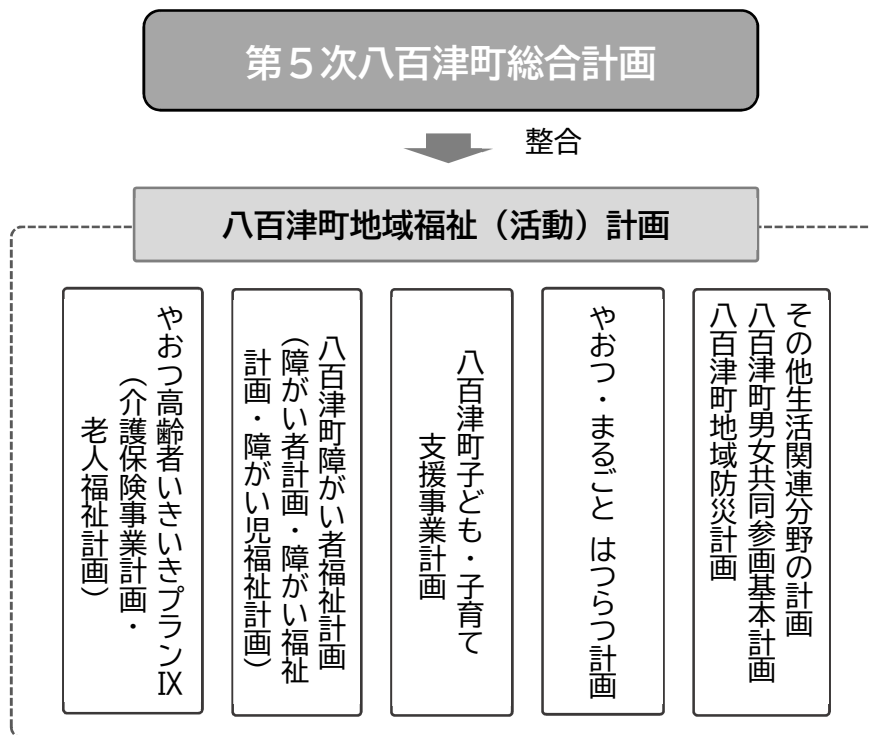 第５次八百津町総合計画
整合
八百津町地域福祉（活動）計画
やおつ高齢者いきいきプランⅨ
（介護保険事業計画・
老人福祉計画）
八百津町障がい者福祉計画
（障がい者計画・障がい福祉
計画・障がい児福祉計画）
八百津町子ども・子育て
支援事業計画
やおつ・まるごと はつらつ計画
その他生活関連分野の計画
八百津町男女共同参画基本計画
八百津町地域防災計画